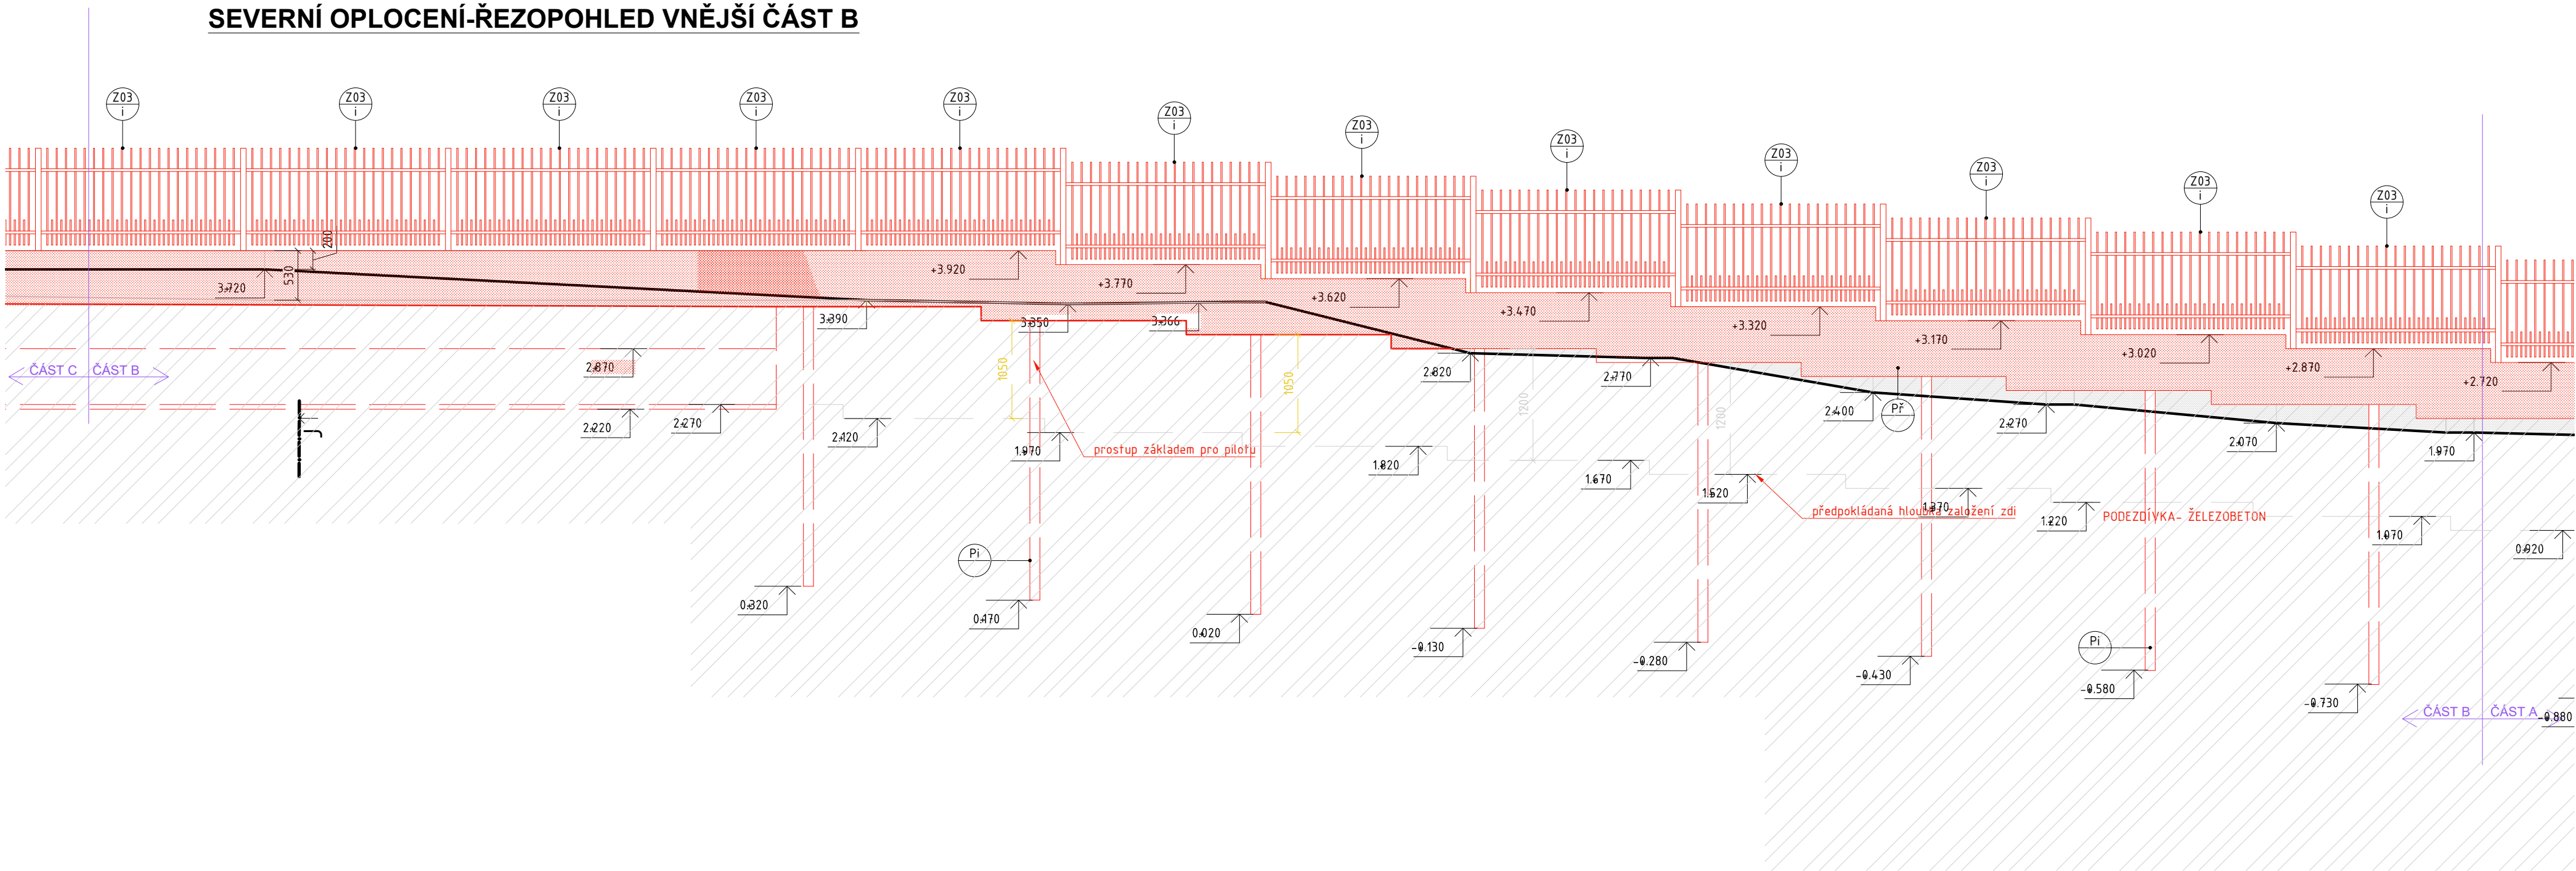 SEVERNÍ OPLOCENÍ-ŘEZOPOHLED VNĚJŠÍ ČÁST B
Z03 i
Z03 i
Z03 i
Z03 i
Z03 i
Z03 i
Z03 i
Z03 i
Z03 i
Z03 i
Z03 i
Z03 i
200
530
3.720
+3.920
+3.770
+3.620
+3.470
+3.320
+3.170
+3.020
+2.870
+2.720
3.390
3.350
3.366
2.820
2.770
2.400
Př
2.270
2.070
1.970
ČÁST C
ČÁST B
2.870
2.220
2.270
2.120
1.970
1050
1050
1200
1200
prostup základem pro pilotu
1.820
1.670
1.520
předpokládaná hloubka založení zdi
1.370
1.220
PODEZDÍVKA- ŽELEZOBETON
1.070
0.920
J
Pi
Pi
0.320
0.170
0.020
-0.130
-0.280
-0.430
-0.580
-0.730
ČÁST B
ČÁST A
-0.880